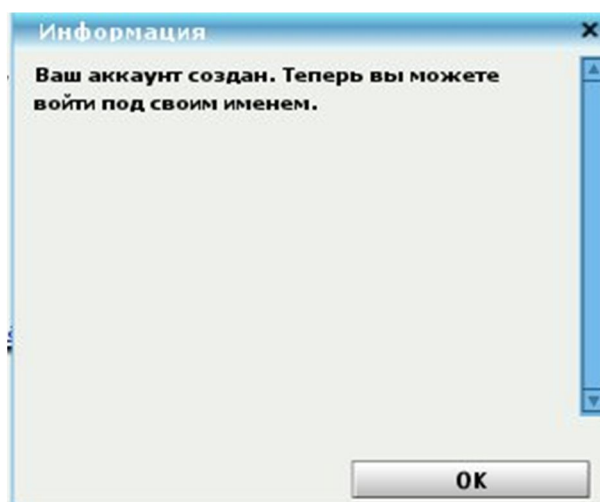 Информация
Ваш аккаунт создан. Теперь вы можете
войти под своим именем.
OK